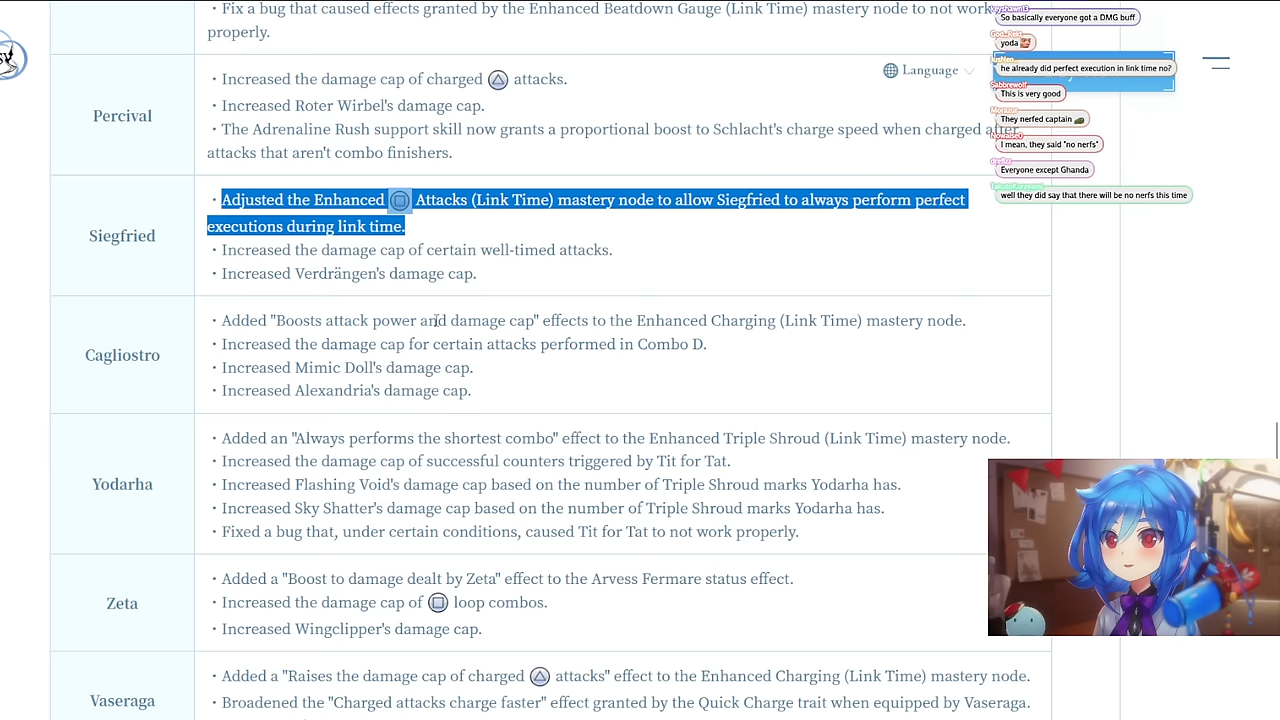 ・Fix a bug that caused effects granted by the Enhanced Beatdown Gauge (Link Time) mastery node to not work
properly.
Percival
・Increased the damage cap of charged attacks.
・Increased Roter Wirbel's damage cap.
・The Adrenaline Rush support skill now grants a proportional boost to Schlacht's charge speed when charged after
attacks that aren't combo finishers.
Language
Siegfried
・Adjusted the Enhanced Attacks (Link Time) mastery node to allow Siegfried to always perform perfect
executions during link time.
・Increased the damage cap of certain well-timed attacks.
・Increased Verdrängen's damage cap.
Cagliostro
・Added "Boosts attack power and damage cap" effects to the Enhanced Charging (Link Time) mastery node.
・Increased the damage cap for certain attacks performed in Combo D.
・Increased Mimic Doll's damage cap.
・Increased Alexandria's damage cap.
Yodarha
・Added an "Always performs the shortest combo" effect to the Enhanced Triple Shroud (Link Time) mastery node.
・Increased the damage cap of successful counters triggered by Tit for Tat.
・Increased Flashing Void's damage cap based on the number of Triple Shroud marks Yodarha has.
・Increased Sky Shatter's damage cap based on the number of Triple Shroud marks Yodarha has.
・Fixed a bug that, under certain conditions, caused Tit for Tat to not work properly.
Zeta
・Added a "Boost to damage dealt by Zeta" effect to the Arvess Fermare status effect.
・Increased the damage cap of loop combos.
・Increased Wingclipper's damage cap.
Vaseraga
・Added a "Raises the damage cap of charged attacks" effect to the Enhanced Charging (Link Time) mastery node.
・Broadened the "Charged attacks charge faster" effect granted by the Quick Charge trait when equipped by Vaseraga.
So basically everyone got a DMG buff
yoda
he already did perfect execution in link time no?
This is very good
They nerfed captain
I mean, they said "no nerfs"
Everyone except Ghanda
well they did say that there will be no nerfs this time